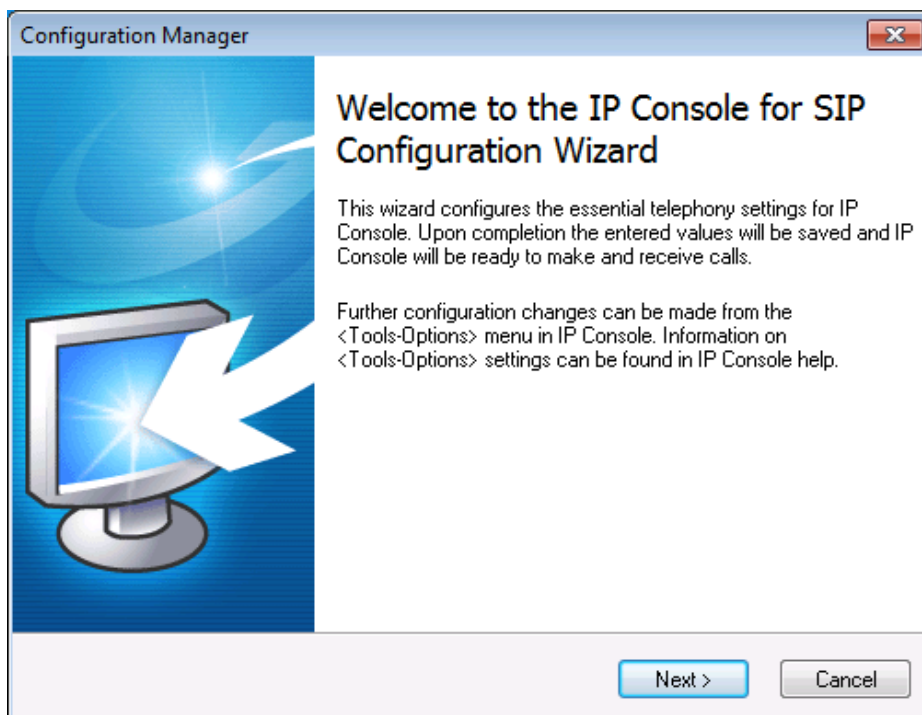 Configuration Manager
Welcome to the IP Console for SIP
Configuration Wizard
This wizard configures the essential telephony settings for IP
Console. Upon completion the entered values will be saved and IP
Console will be ready to make and receive calls.
Further configuration changes can be made from the
<Tools-Options> menu in IP Console. Information on
<Tools-Options> settings can be found in IP Console help.
Next >
Cancel